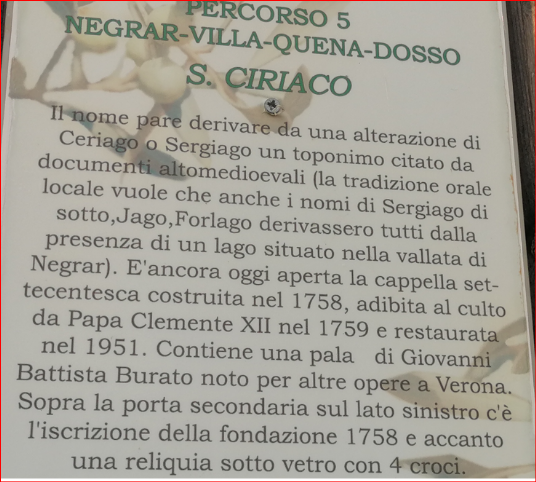 PERCORSO 5
NEGRAR-VILLA-QUENA-DOSSO
S. CIRIACO
Il nome pare derivare da una alterazione di
Ceriago o Sergiago un toponimo citato da
documenti altomedioevali (la tradizione orale
locale vuole che anche i nomi di Sergiago di
sotto,Jago,Forlago derivassero tutti dalla
presenza di un lago situato nella vallata di
Negrar). E'ancora oggi aperta la cappella set-
tecentesca costruita nel 1758, adibita al culto
da Papa Clemente XII nel 1759 e restaurata
nel 1951. Contiene una pala di Giovanni
Battista Burato noto per altre opere a Verona.
Sopra la porta secondaria sul lato sinistro c'è
l'iscrizione della fondazione 1758 e accanto
una reliquia sotto vetro con 4 croci.